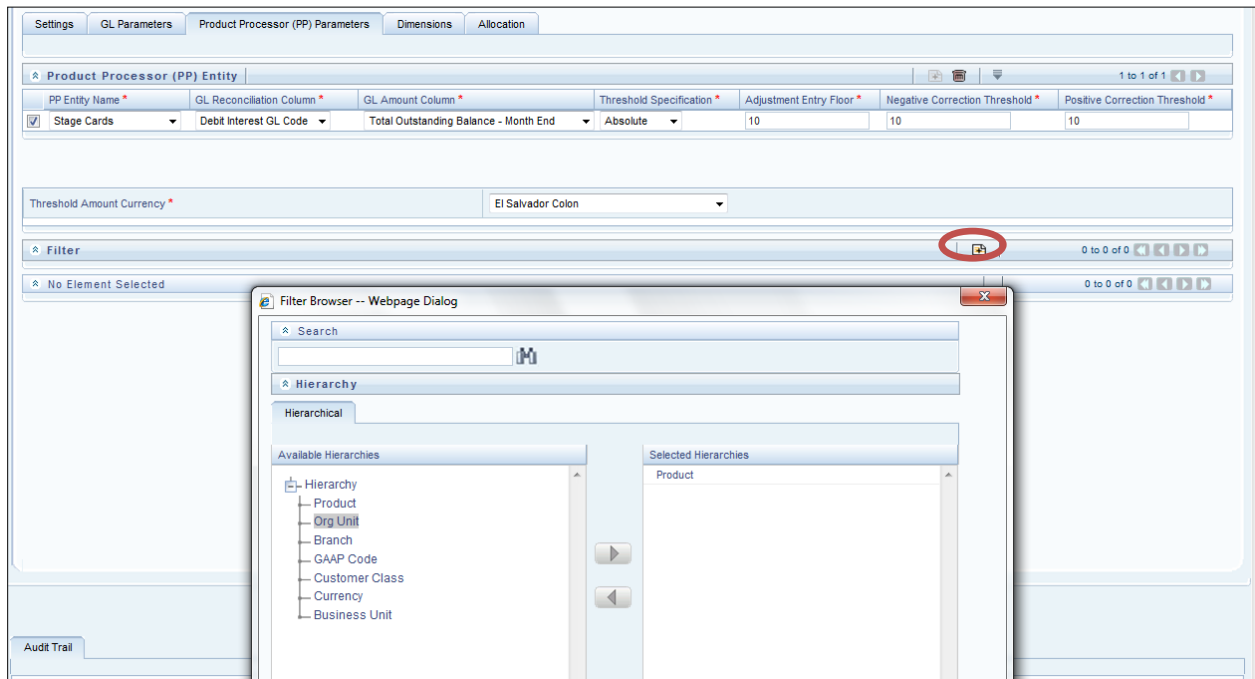 Settings GL Parameters Product Processor (PP) Parameters Dimensions Allocation
Product Processor (PP) Entity 1 to 1 of 1
PP Entity Name * GL Reconciliation Column * GL Amount Column * Threshold Specification * Adjustment Entry Floor * Negative Correction Threshold * Positive Correction Threshold *
Stage Cards Debit Interest GL Code Total Outstanding Balance - Month End Absolute 10 10 10
Threshold Amount Currency * El Salvador Colon
Filter 0 to 0 of 0
No Element Selected 0 to 0 of 0
Filter Browser -- Webpage Dialog
Search
Hierarchy
Hierarchical
Available Hierarchies Selected Hierarchies
Hierarchy Product
Product
Org Unit
Branch
GAAP Code
Customer Class
Currency
Business Unit
Audit Trail